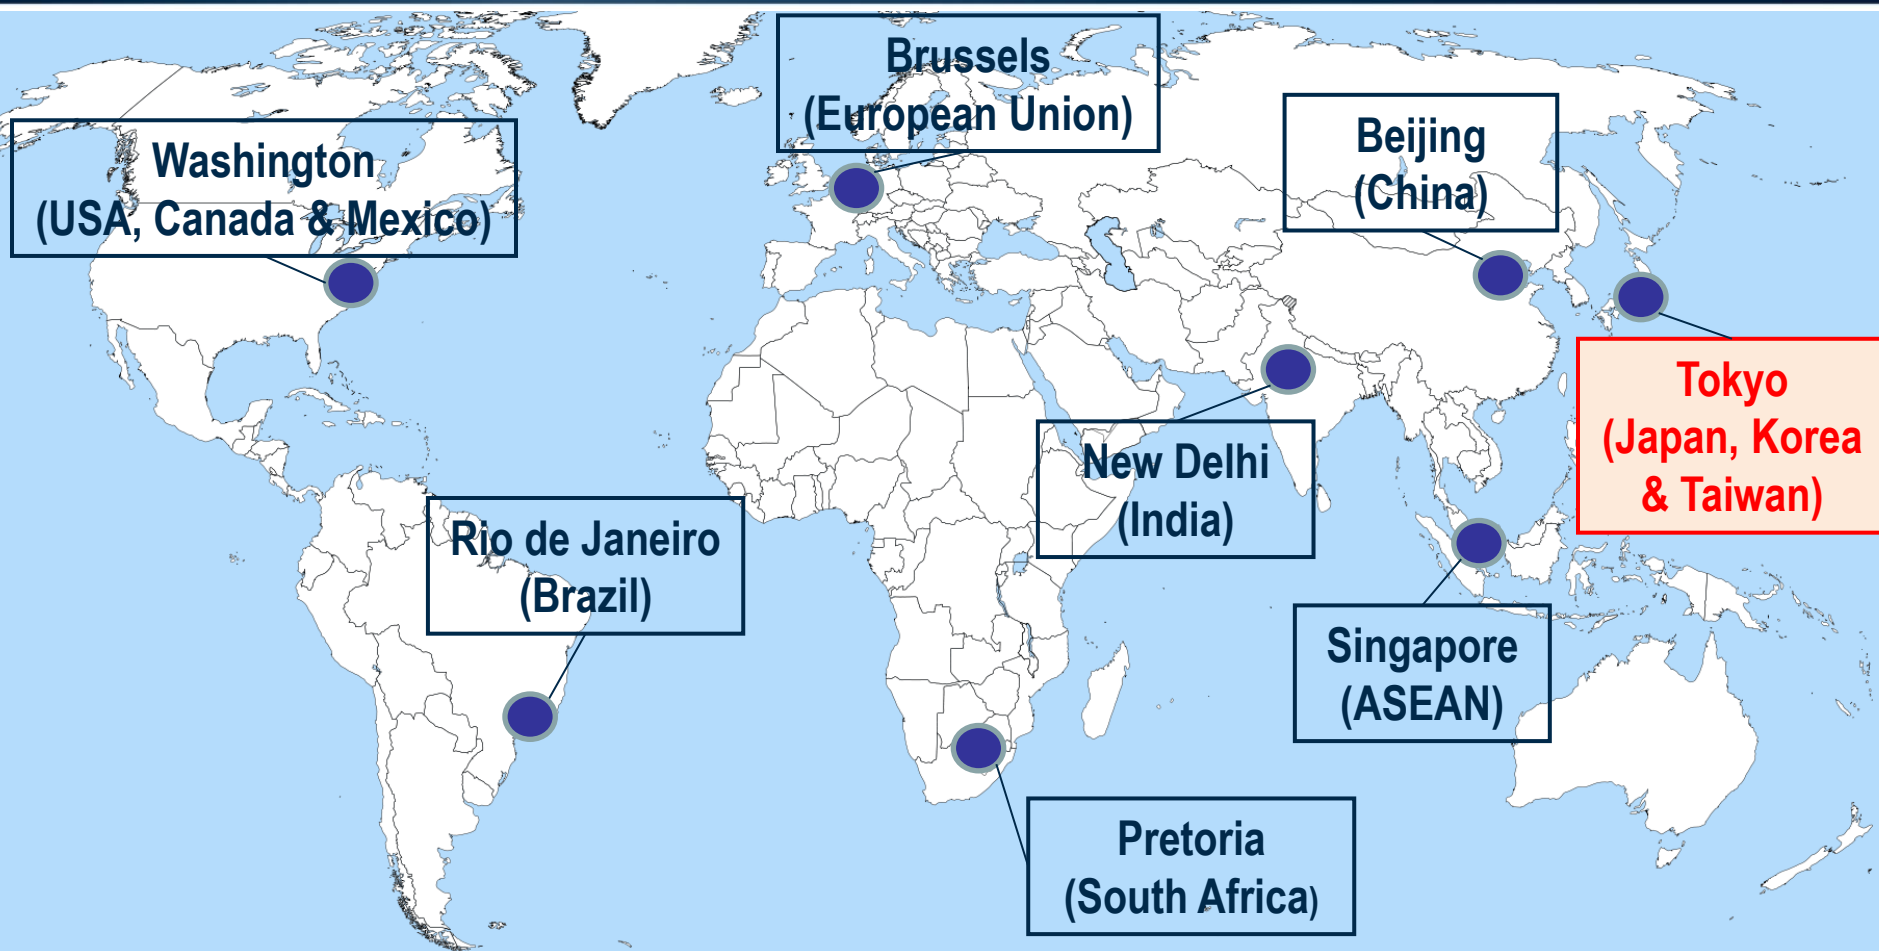 Brussels
(European Union)
Beijing
(China)
Washington
(USA, Canada & Mexico)
Tokyo
(Japan, Korea
& Taiwan)
New Delhi
(India)
Rio de Janeiro
(Brazil)
Singapore
(ASEAN)
Pretoria
(South Africa)